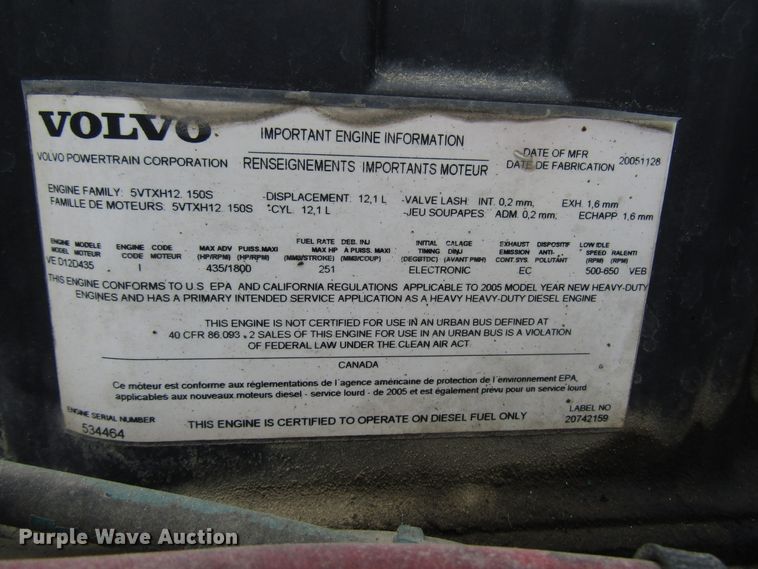 VOLVO
VOLVO POWERTRAIN CORPORATION
IMPORTANT ENGINE INFORMATION
RENSEIGNEMENTS IMPORTANTS MOTEUR
DATE OF MFR
DATE DE FABRICATION
20051128
ENGINE FAMILY: 5VTXH12. 150S DISPLACEMENT: 12,1 L VALVE LASH INT. 0,2 mm EXH. 1,6 mm
FAMILLE DE MOTEURS: 5VTXH12. 150S CYL. 12,1 L JEU SOUPAPES ADM. 0,2 mm ECHAPP. 1,6 mm
ENGINE MODELE ENGINE CODE MAX ADV PUISS.MAXI FUEL RATE DEB. INJ INITIAL CALAGE EXHAUST DISPOSITIF LOW IDLE
MODEL MOTEUR CODE MOTEUR (HP/RPM) (HP/RPM) MAX HP A PUISS. MAXI TIMING D'INJ EMISSION ANTI- SPEED RALENTI
(MM3/STROKE) (MM3/COUP) (DEGBTDC) (AVANT PMH) CONT.SYS. POLLUTANT (RPM) (RPM)
VE D12D435 I 435/1800 251 ELECTRONIC EC 500-650 VEB
THIS ENGINE CONFORMS TO U.S EPA AND CALIFORNIA REGULATIONS APPLICABLE TO 2005 MODEL YEAR NEW HEAVY-DUTY
ENGINES AND HAS A PRIMARY INTENDED SERVICE APPLICATION AS A HEAVY HEAVY-DUTY DIESEL ENGINE
THIS ENGINE IS NOT CERTIFIED FOR USE IN AN URBAN BUS DEFINED AT
40 CFR 86.093 . 2 SALES OF THIS ENGINE FOR USE IN AN URBAN BUS IS A VIOLATION
OF FEDERAL LAW UNDER THE CLEAN AIR ACT.
CANADA
Ce moteur est conforme aux réglementations de l'agence américaine de protection de l'environnement EPA,
applicables aux nouveaux moteurs diesel - service lourd - de 2005 et est également prévu pour un service lourd
ENGINE SERIAL NUMBER
534464
THIS ENGINE IS CERTIFIED TO OPERATE ON DIESEL FUEL ONLY
LABEL NO
20742159
Purple Wave Auction